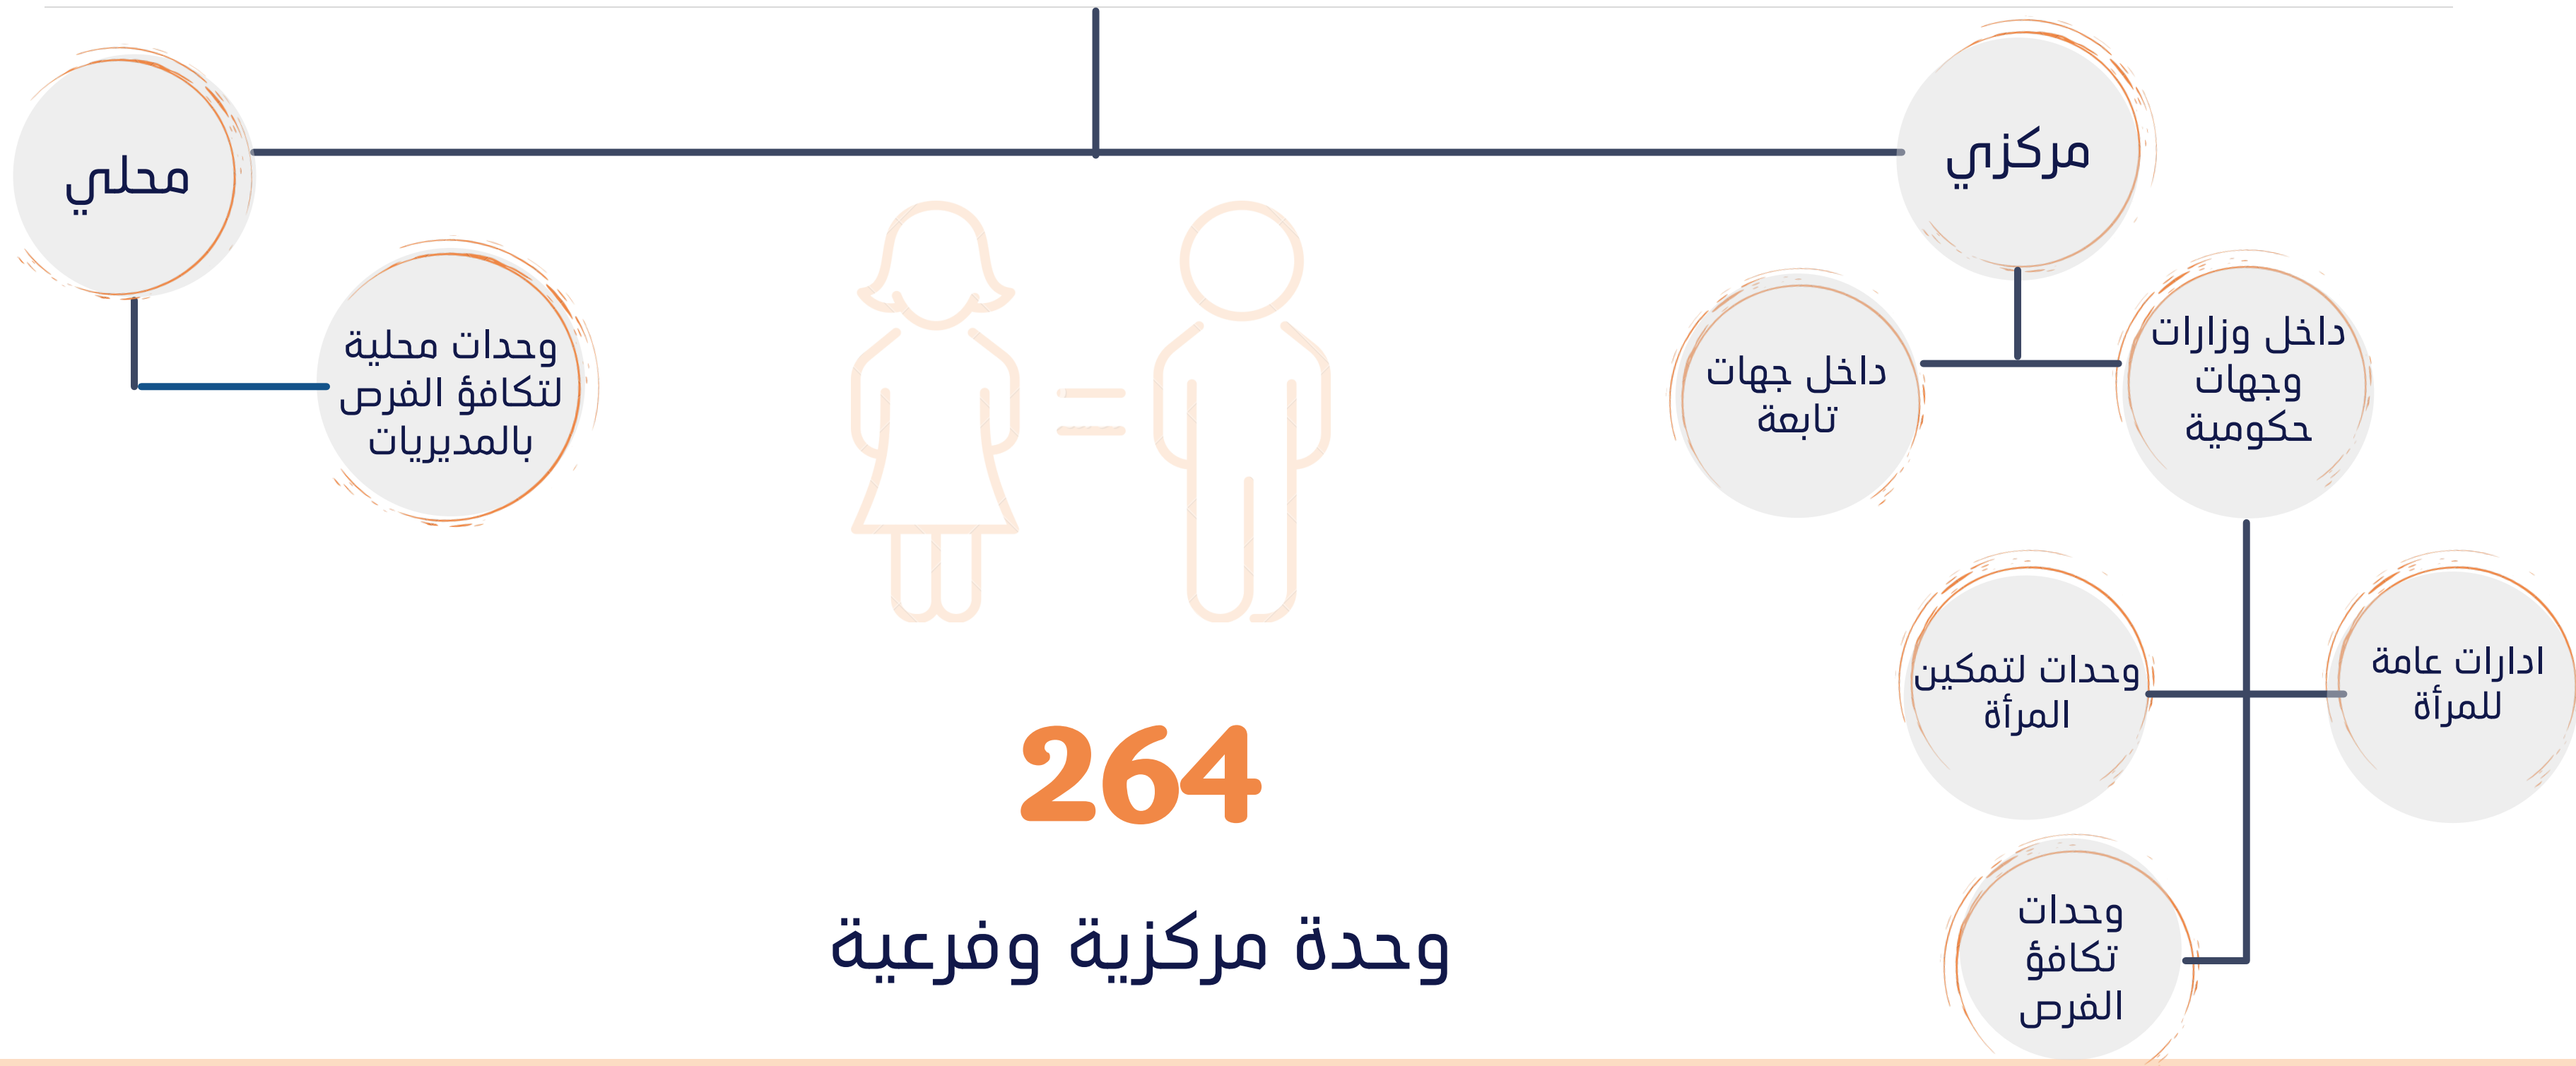 مركزي
محلي
داخل وزارات
وجهات
حكومية
داخل جهات
تابعة
وحدات محلية
لتكافؤ الفرص
بالمديريات
ادارات عامة
للمرأة
وحدات لتمكين
المرأة
وحدات
تكافؤ
الفرص
264
وحدة مركزية وفرعية